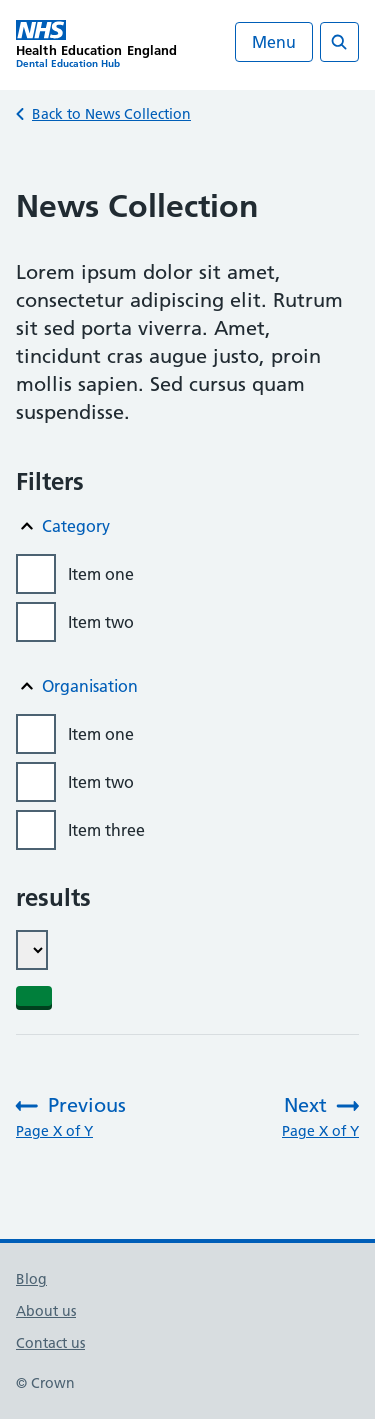 NHS
Health Education England
Dental Education Hub
Menu
Back to News Collection
News Collection
Lorem ipsum dolor sit amet,
consectetur adipiscing elit. Rutrum
sit sed porta viverra. Amet,
tincidunt cras augue justo, proin
mollis sapien. Sed cursus quam
suspendisse.
Filters
Category
Item one
Item two
Organisation
Item one
Item two
Item three
results
Previous
Page X of Y
Next
Page X of Y
Blog
About us
Contact us
© Crown